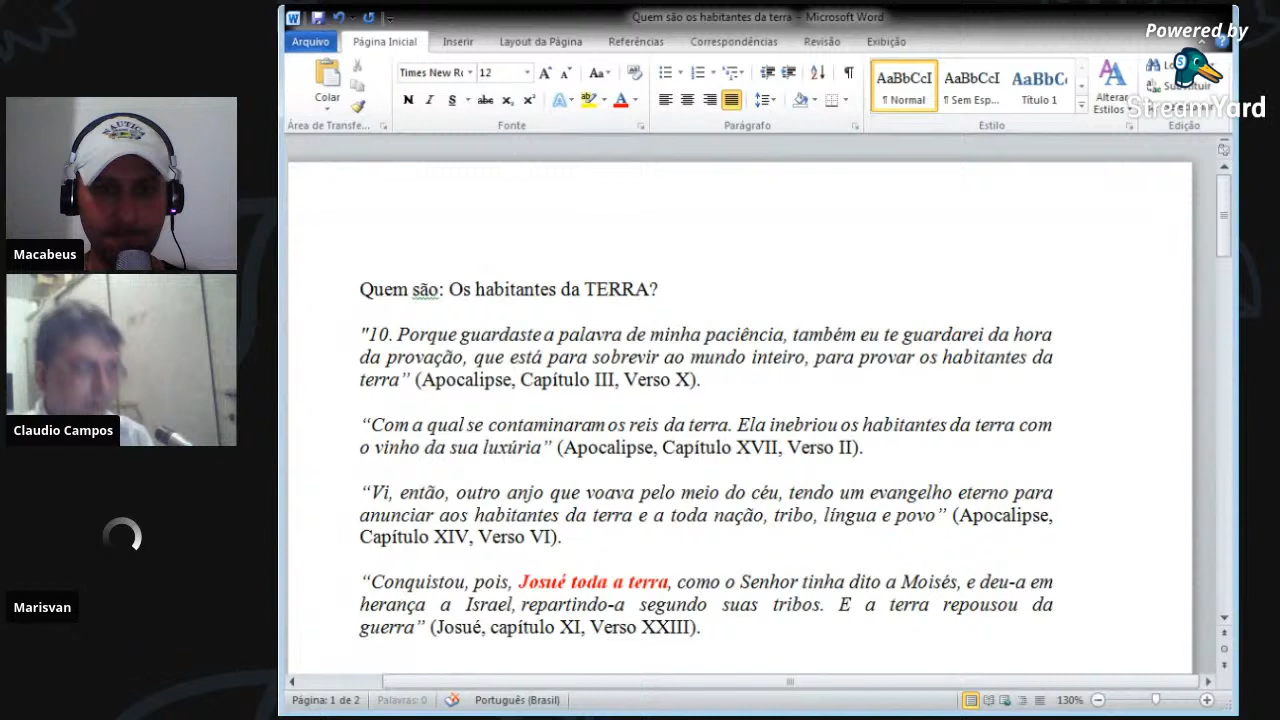 Quem são os habitantes da terra - Microsoft Word
Powered by
StreamYard
Arquivo
Página Inicial
Inserir
Layout da Página
Referências
Correspondências
Revisão
Exibição
Colar
Times New Ro
12
AaBbCcI
AaBbCcI
AaBbC
¶ Normal
¶ Sem Esp...
Título 1
Alterar
Estilos
Área de Transfe...
Fonte
Parágrafo
Estilo
Edição
NAUTICA
Macabeus
Claudio Campos
Marisvan
Quem são: Os habitantes da TERRA?
"10. Porque guardaste a palavra de minha paciência, também eu te guardarei da hora
da provação, que está para sobrevir ao mundo inteiro, para provar os habitantes da
terra” (Apocalipse, Capítulo III, Verso X).
“Com a qual se contaminaram os reis da terra. Ela inebriou os habitantes da terra com
o vinho da sua luxúria” (Apocalipse, Capítulo XVII, Verso II).
“Vi, então, outro anjo que voava pelo meio do céu, tendo um evangelho eterno para
anunciar aos habitantes da terra e a toda nação, tribo, língua e povo” (Apocalipse,
Capítulo XIV, Verso VI).
“Conquistou, pois, Josué toda a terra, como o Senhor tinha dito a Moisés, e deu-a em
herança a Israel, repartindo-a segundo suas tribos. E a terra repousou da
guerra” (Josué, capítulo XI, Verso XXIII).
Página: 1 de 2
Palavras: 0
Português (Brasil)
130%